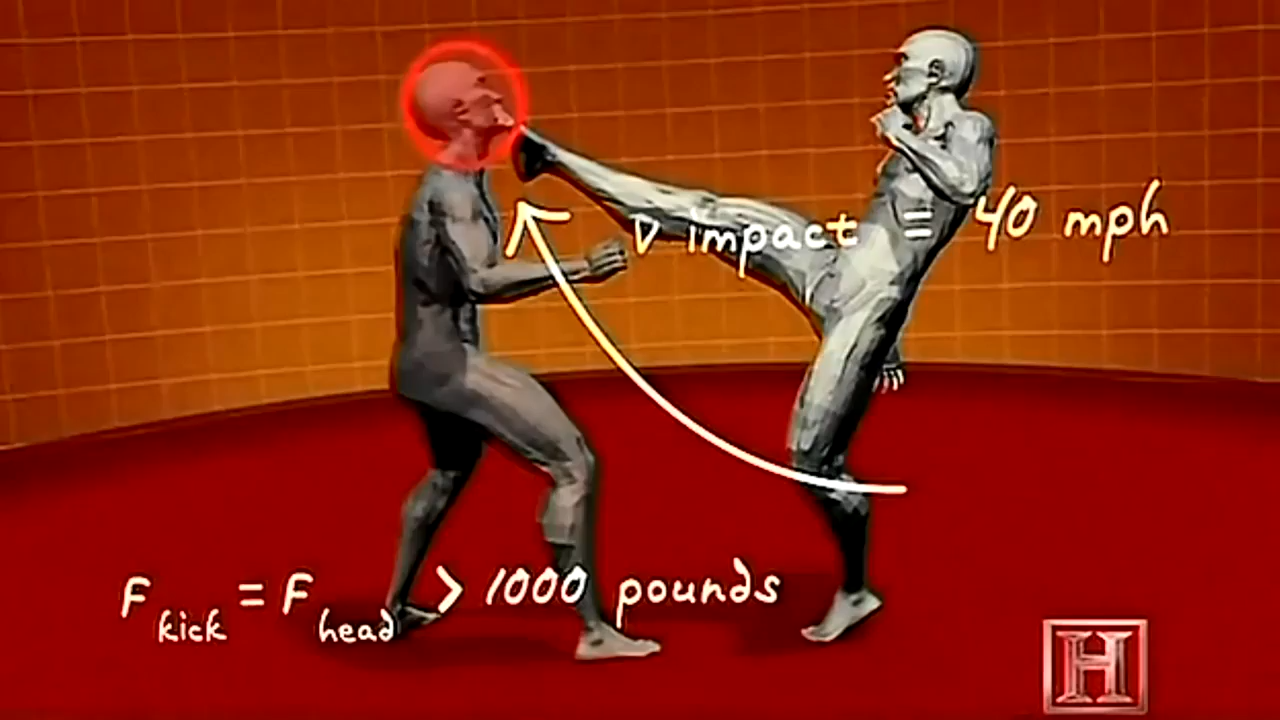 V impact = 40 mph
F kick = F head > 1000 pounds
H